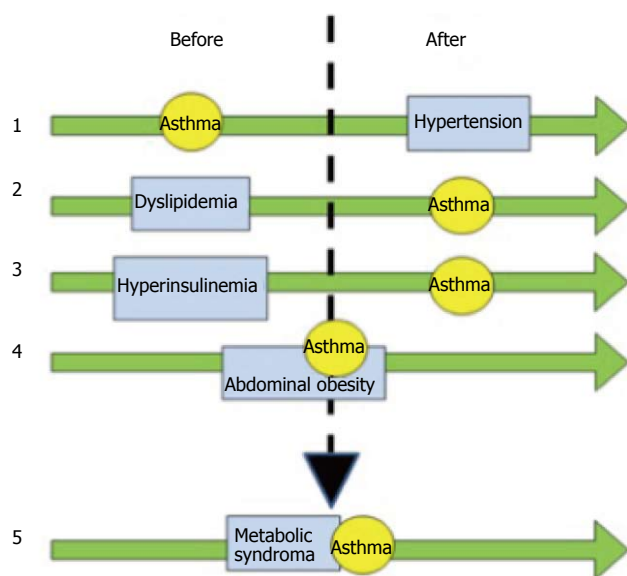 Before After
1 Asthma Hypertension
2 Dyslipidemia Asthma
3 Hyperinsulinemia Asthma
4 Asthma
Abdominal obesity
5 Metabolic
syndroma Asthma